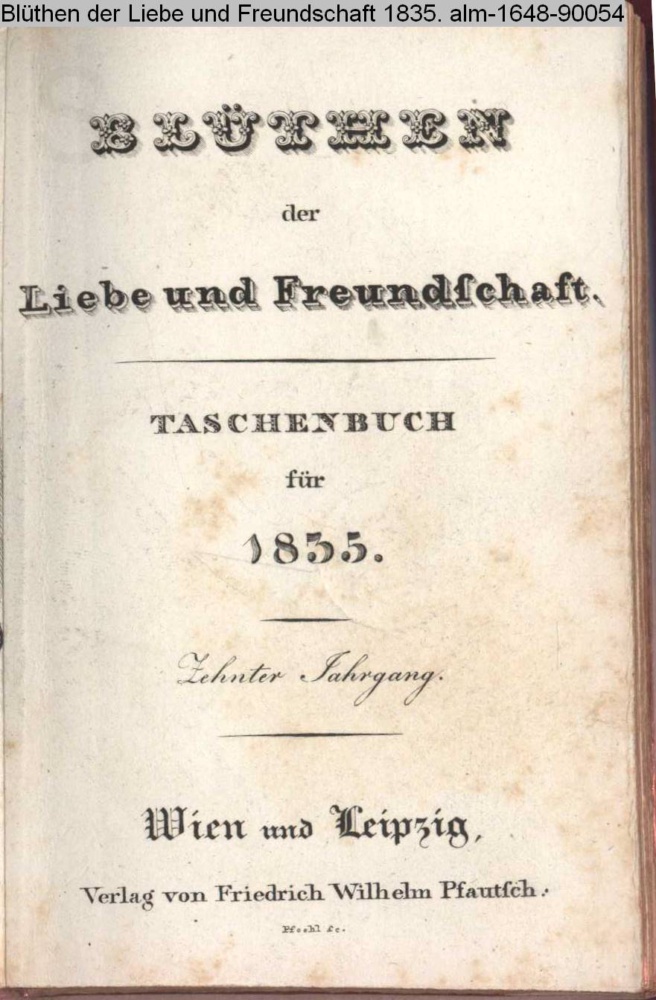 Blüthen der Liebe und Freundschaft 1835. alm-1648-90054
BLÜTHEN
der
Liebe und Freundſchaft.
TASCHENBUCH
für
1835.
Zehnter Jahrgang.
Wien und Leipzig,
Verlag von Friedrich Wilhelm Pfautſch.